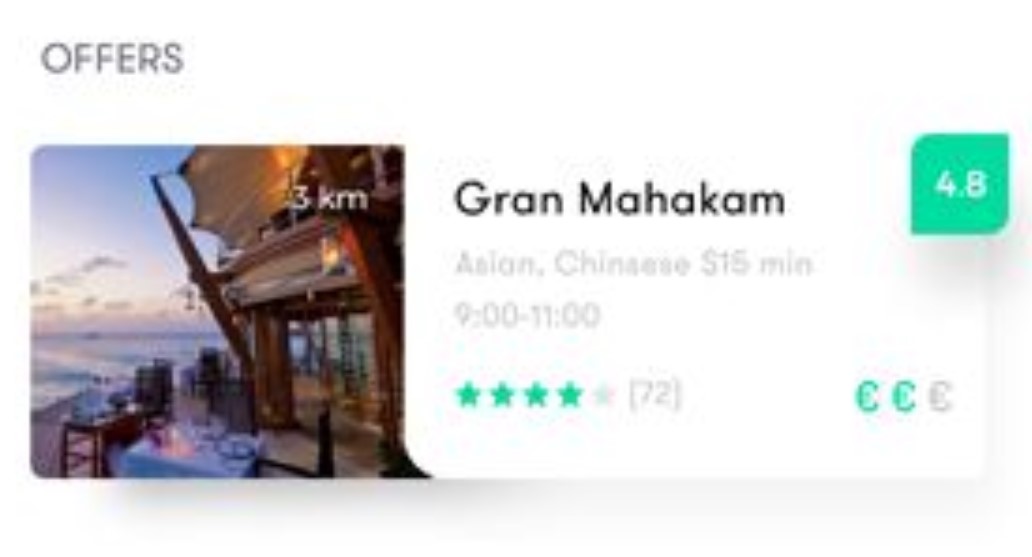 OFFERS
3 km
Gran Mahakam
4.8
Asian, Chinsese $15 min
9:00-11:00
(72)
€ € €